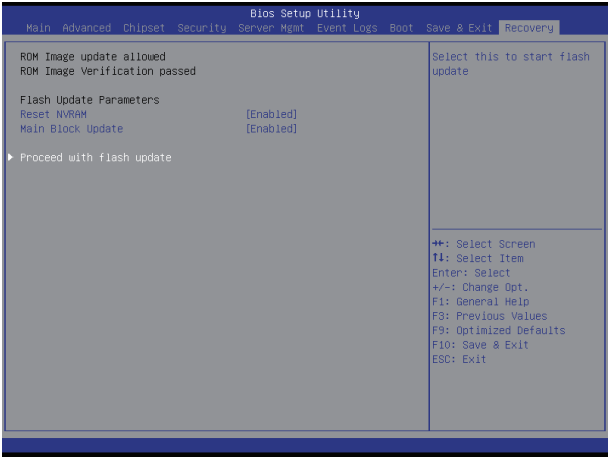 Bios Setup Utility
Main Advanced Chipset Security Server Mgmt Event Logs Boot Save & Exit Recovery
ROM Image update allowed
ROM Image Verification passed
Flash Update Parameters
Reset NVRAM [Enabled]
Main Block Update [Enabled]
Proceed with flash update
Select this to start flash
update
→←: Select Screen
↑↓: Select Item
Enter: Select
+/-: Change Opt.
F1: General Help
F3: Previous Values
F9: Optimized Defaults
F10: Save & Exit
ESC: Exit